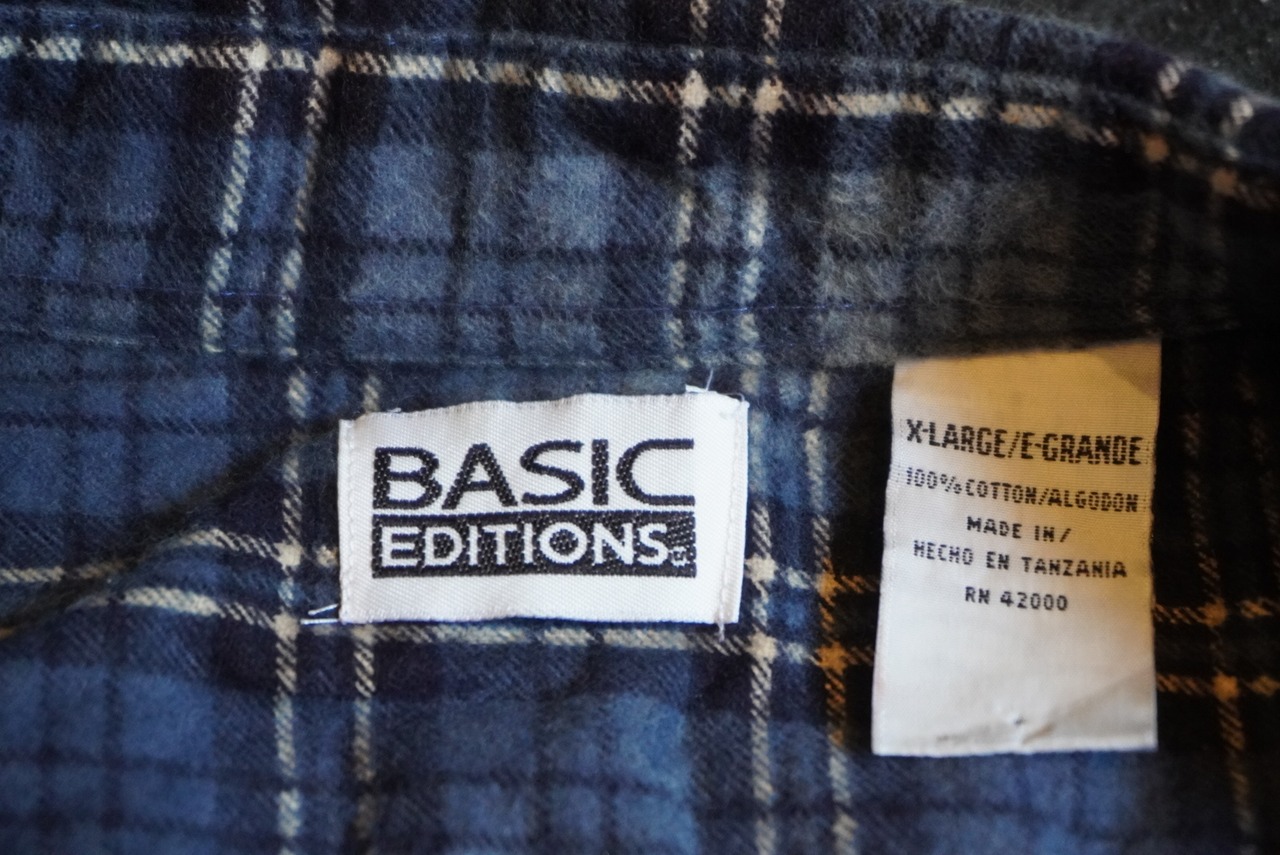 BASIC
EDITIONS
X-LARGE/E-GRANDE
100% COTTON/ALGODON
MADE IN/
HECHO EN TANZANIA
RN 42000